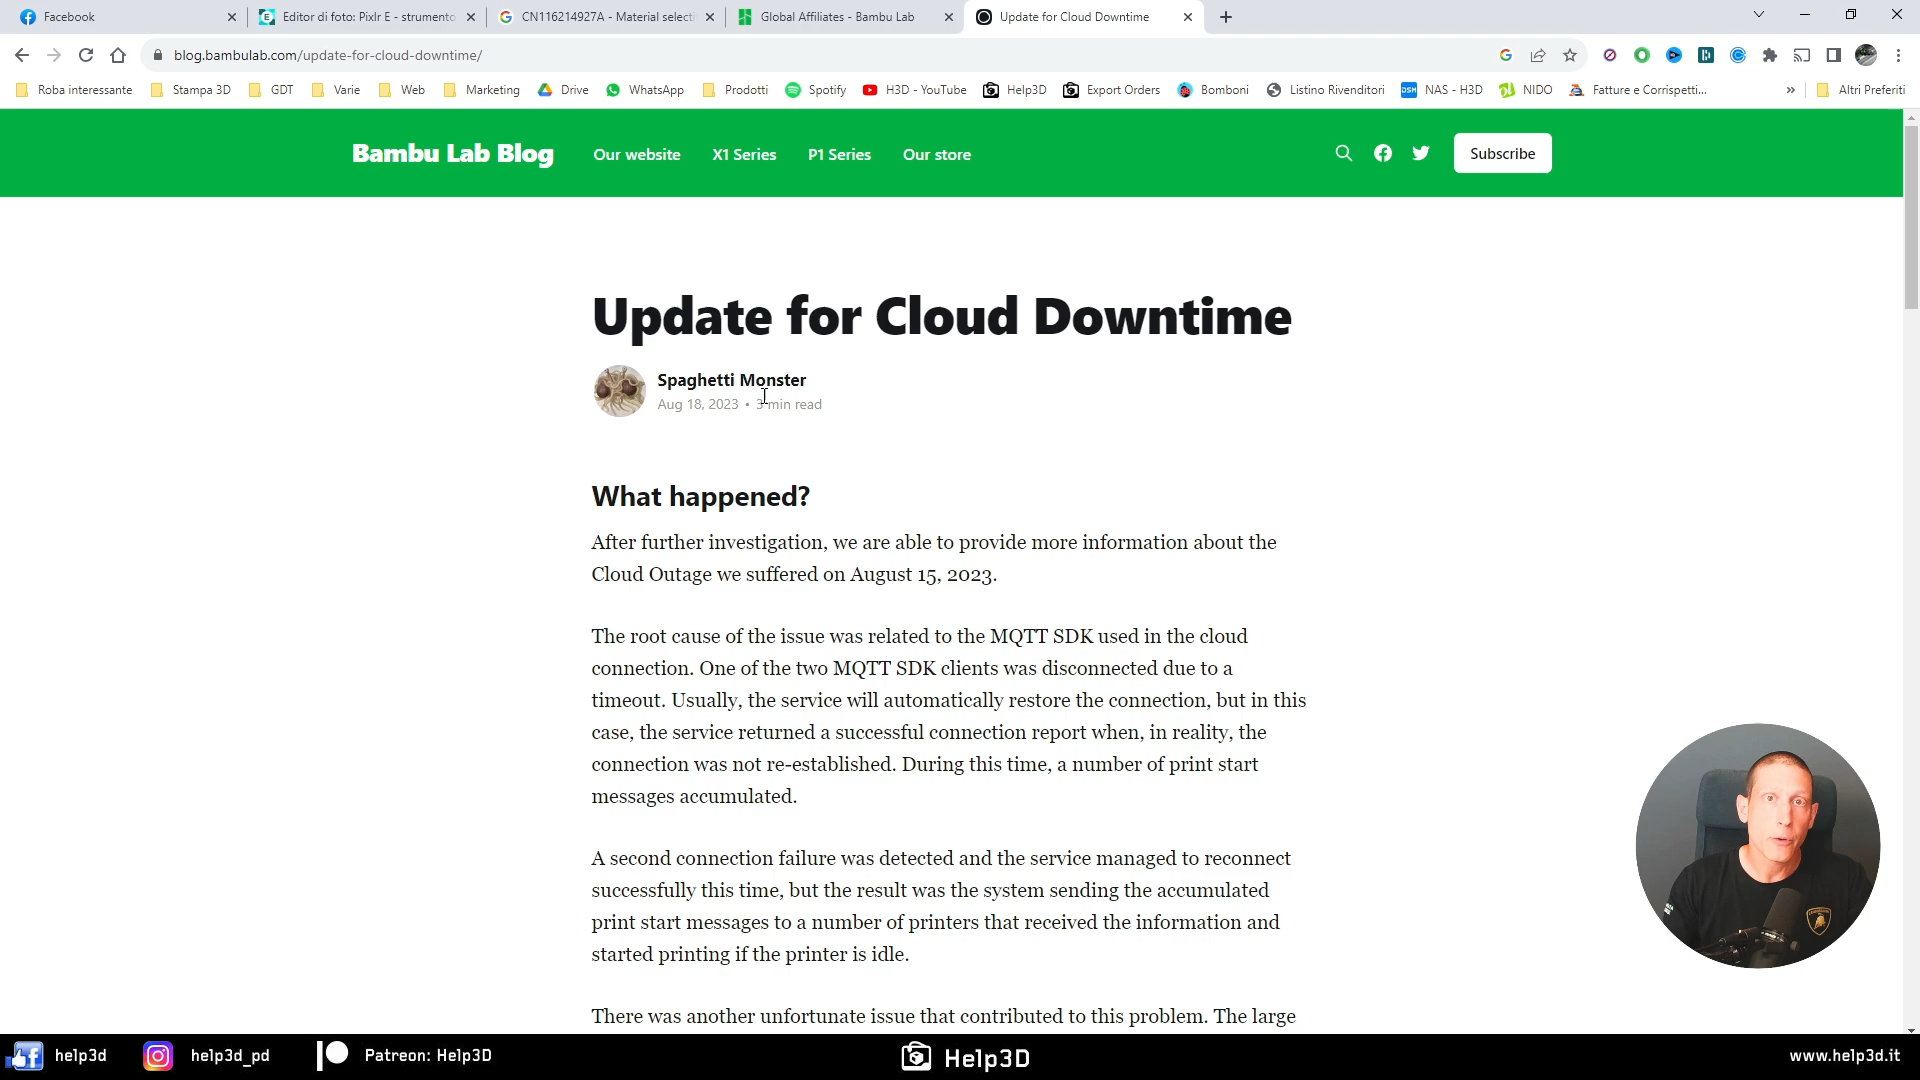 Facebook
Editor di foto: Pixlr E - strumento
CN116214927A - Material selecti
Global Affiliates - Bambu Lab
Update for Cloud Downtime
blog.bambulab.com/update-for-cloud-downtime/
Roba interessante
Stampa 3D
GDT
Varie
Web
Marketing
Drive
WhatsApp
Prodotti
Spotify
H3D - YouTube
Help3D
Export Orders
Bomboni
Listino Rivenditori
NAS - H3D
NIDO
Fatture e Corrispetti...
»
Altri Preferiti
Bambu Lab Blog
Our website
X1 Series
P1 Series
Our store
Subscribe
Update for Cloud Downtime
Spaghetti Monster
Aug 18, 2023 • 3 min read
What happened?
After further investigation, we are able to provide more information about the
Cloud Outage we suffered on August 15, 2023.
The root cause of the issue was related to the MQTT SDK used in the cloud
connection. One of the two MQTT SDK clients was disconnected due to a
timeout. Usually, the service will automatically restore the connection, but in this
case, the service returned a successful connection report when, in reality, the
connection was not re-established. During this time, a number of print start
messages accumulated.
A second connection failure was detected and the service managed to reconnect
successfully this time, but the result was the system sending the accumulated
print start messages to a number of printers that received the information and
started printing if the printer is idle.
There was another unfortunate issue that contributed to this problem. The large
help3d
help3d_pd
Patreon: Help3D
Help3D
www.help3d.it